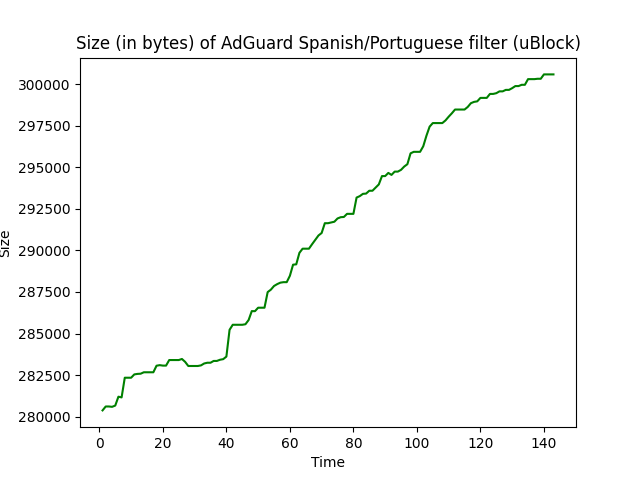 Size (in bytes) of AdGuard Spanish/Portuguese filter (uBlock)
300000
297500
295000
292500
290000
287500
285000
282500
280000
Size
0 20 40 60 80 100 120 140
Time